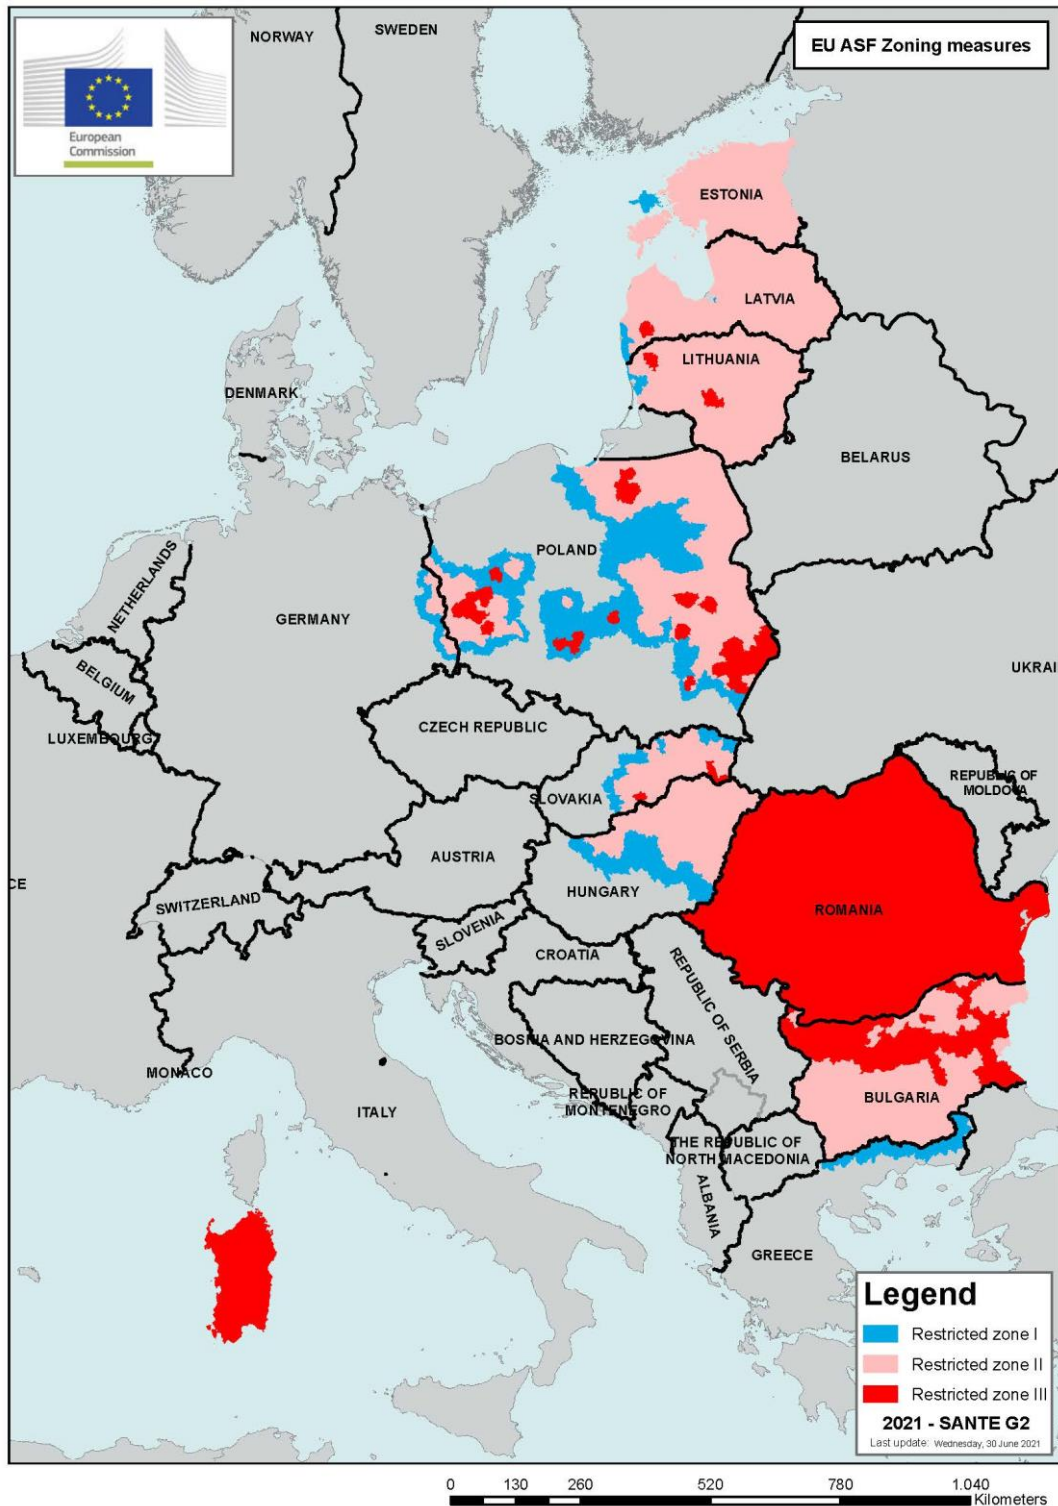 NORWAY
SWEDEN
EU ASF Zoning measures
European
Commission
ESTONIA
LATVIA
LITHUANIA
DENMARK
BELARUS
NETHERLANDS
POLAND
GERMANY
BELGIUM
UKRAI
LUXEMBOURG
CZECH REPUBLIC
REPUBLIC OF
MOLDOVA
SLOVAKIA
AUSTRIA
CE
HUNGARY
SWITZERLAND
ROMANIA
SLOVENIA
CROATIA
REPUBLIC OF SERBIA
BOSNIA AND HERZEGOVINA
MONACO
REPUBLIC OF
MONTENEGRO
ITALY
BULGARIA
THE REPUBLIC OF
NORTH MACEDONIA
ALBANIA
GREECE
Legend
Restricted zone I
Restricted zone II
Restricted zone III
2021 - SANTE G2
Last update: Wednesday, 30 June 2021
0 130 260 520 780 1.040
Kilometers